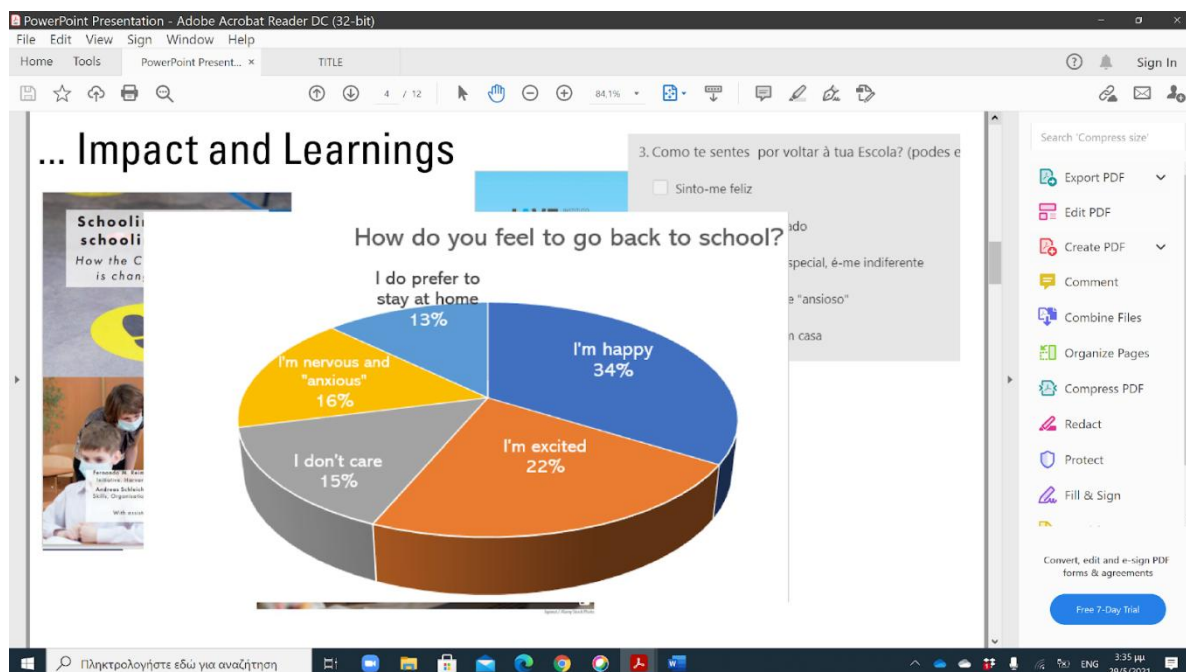 PowerPoint Presentation - Adobe Acrobat Reader DC (32-bit)
File Edit View Sign Window Help
Home Tools PowerPoint Present... × TITLE Sign In
4 / 12 84,1%
... Impact and Learnings
Schooli
schooli
How the C
is chan
3. Como te sentes por voltar à tua Escola? (podes e
Sinto-me feliz
ado
special, é-me indiferente
e "ansioso"
m casa
How do you feel to go back to school?
I do prefer to
stay at home
13%
I'm happy
34%
I'm nervous and
"anxious"
16%
I'm excited
22%
I don't care
15%
Search 'Compress size'
Export PDF
Edit PDF
Create PDF
Comment
Combine Files
Organize Pages
Compress PDF
Redact
Protect
Fill & Sign
Convert, edit and e-sign PDF
forms & agreements
Free 7-Day Trial
Πληκτρολογήστε εδώ για αναζήτηση
ENG
3:35 μμ
28/5/2021